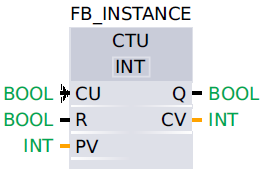 FB_INSTANCE
CTU
INT
BOOL CU Q BOOL
BOOL R CV INT
INT PV